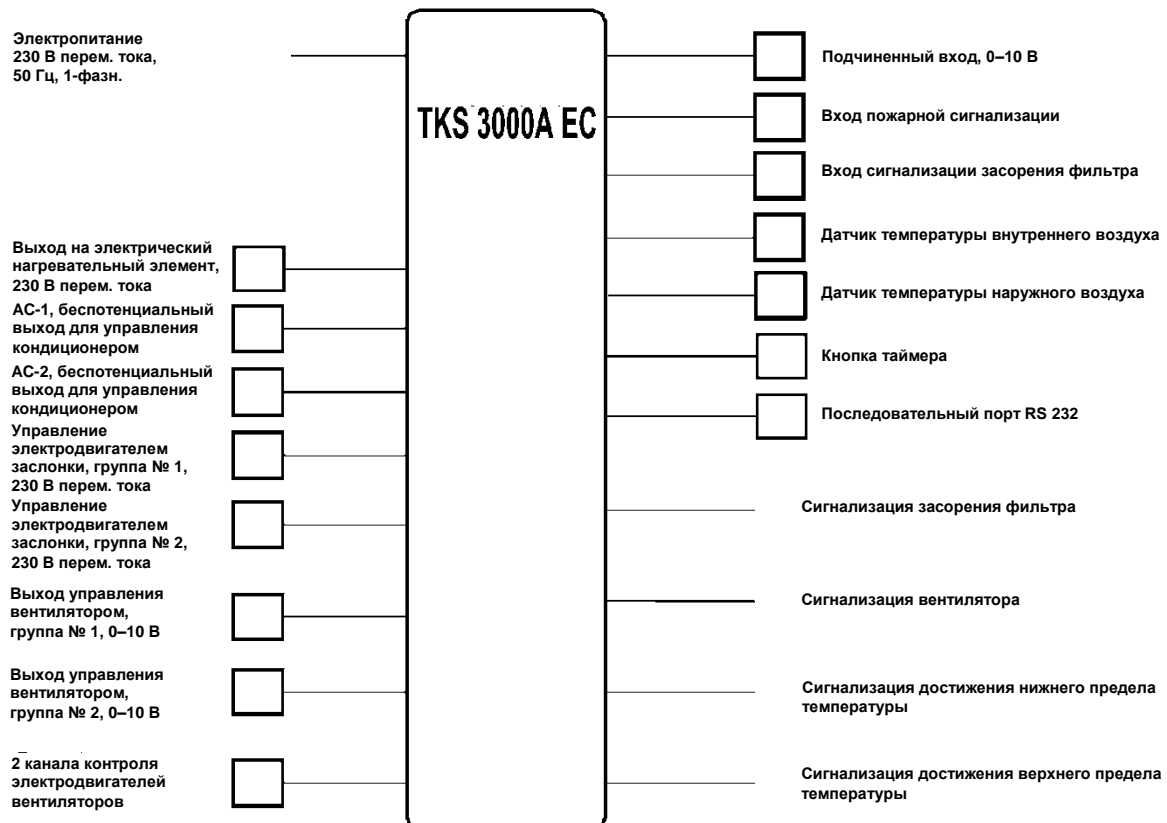 Электропитание
230 В перем. тока,
50 Гц, 1-фазн.
Выход на электрический
нагревательный элемент,
230 В перем. тока
АС-1, беспотенциальный
выход для управления
кондиционером
АС-2, беспотенциальный
выход для управления
кондиционером
Управление
электродвигателем
заслонки, группа № 1,
230 В перем. тока
Управление
электродвигателем
заслонки, группа № 2,
230 В перем. тока
Выход управления
вентилятором,
группа № 1, 0–10 В
Выход управления
вентилятором,
группа № 2, 0–10 В
2 канала контроля
электродвигателей
вентиляторов
TKS 3000A EC
Подчиненный вход, 0–10 В
Вход пожарной сигнализации
Вход сигнализации засорения фильтра
Датчик температуры внутреннего воздуха
Датчик температуры наружного воздуха
Кнопка таймера
Последовательный порт RS 232
Сигнализация засорения фильтра
Сигнализация вентилятора
Сигнализация достижения нижнего предела
температуры
Сигнализация достижения верхнего предела
температуры